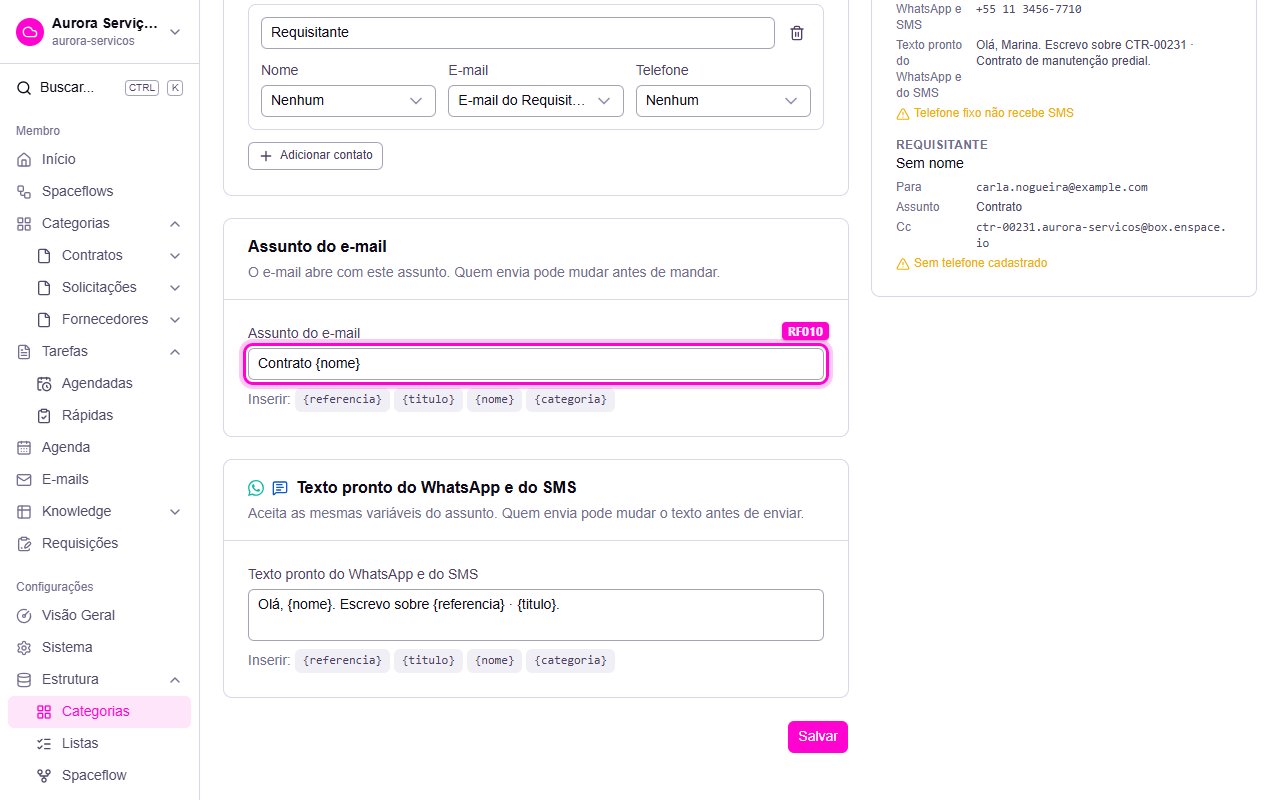 Aurora Serviç…
aurora-servicos
Buscar...
CTRL K
Membro
Início
Spaceflows
Categorias
Contratos
Solicitações
Fornecedores
Tarefas
Agendadas
Rápidas
Agenda
E-mails
Knowledge
Requisições
Configurações
Visão Geral
Sistema
Estrutura
Categorias
Listas
Spaceflow
Requisitante
Nome E-mail Telefone
Nenhum E-mail do Requisit… Nenhum
Adicionar contato
Assunto do e-mail
O e-mail abre com este assunto. Quem envia pode mudar antes de mandar.
Assunto do e-mail
RF010
Contrato {nome}
Inserir: {referencia} {titulo} {nome} {categoria}
Texto pronto do WhatsApp e do SMS
Aceita as mesmas variáveis do assunto. Quem envia pode mudar o texto antes de enviar.
Texto pronto do WhatsApp e do SMS
Olá, {nome}. Escrevo sobre {referencia} · {titulo}.
Inserir: {referencia} {titulo} {nome} {categoria}
Salvar
WhatsApp e
SMS
+55 11 3456-7710
Texto pronto
do
WhatsApp e
do SMS
Olá, Marina. Escrevo sobre CTR-00231 ·
Contrato de manutenção predial.
Telefone fixo não recebe SMS
REQUISITANTE
Sem nome
Para carla.nogueira@example.com
Assunto Contrato
Cc ctr-00231.aurora-servicos@box.enspace.
io
Sem telefone cadastrado